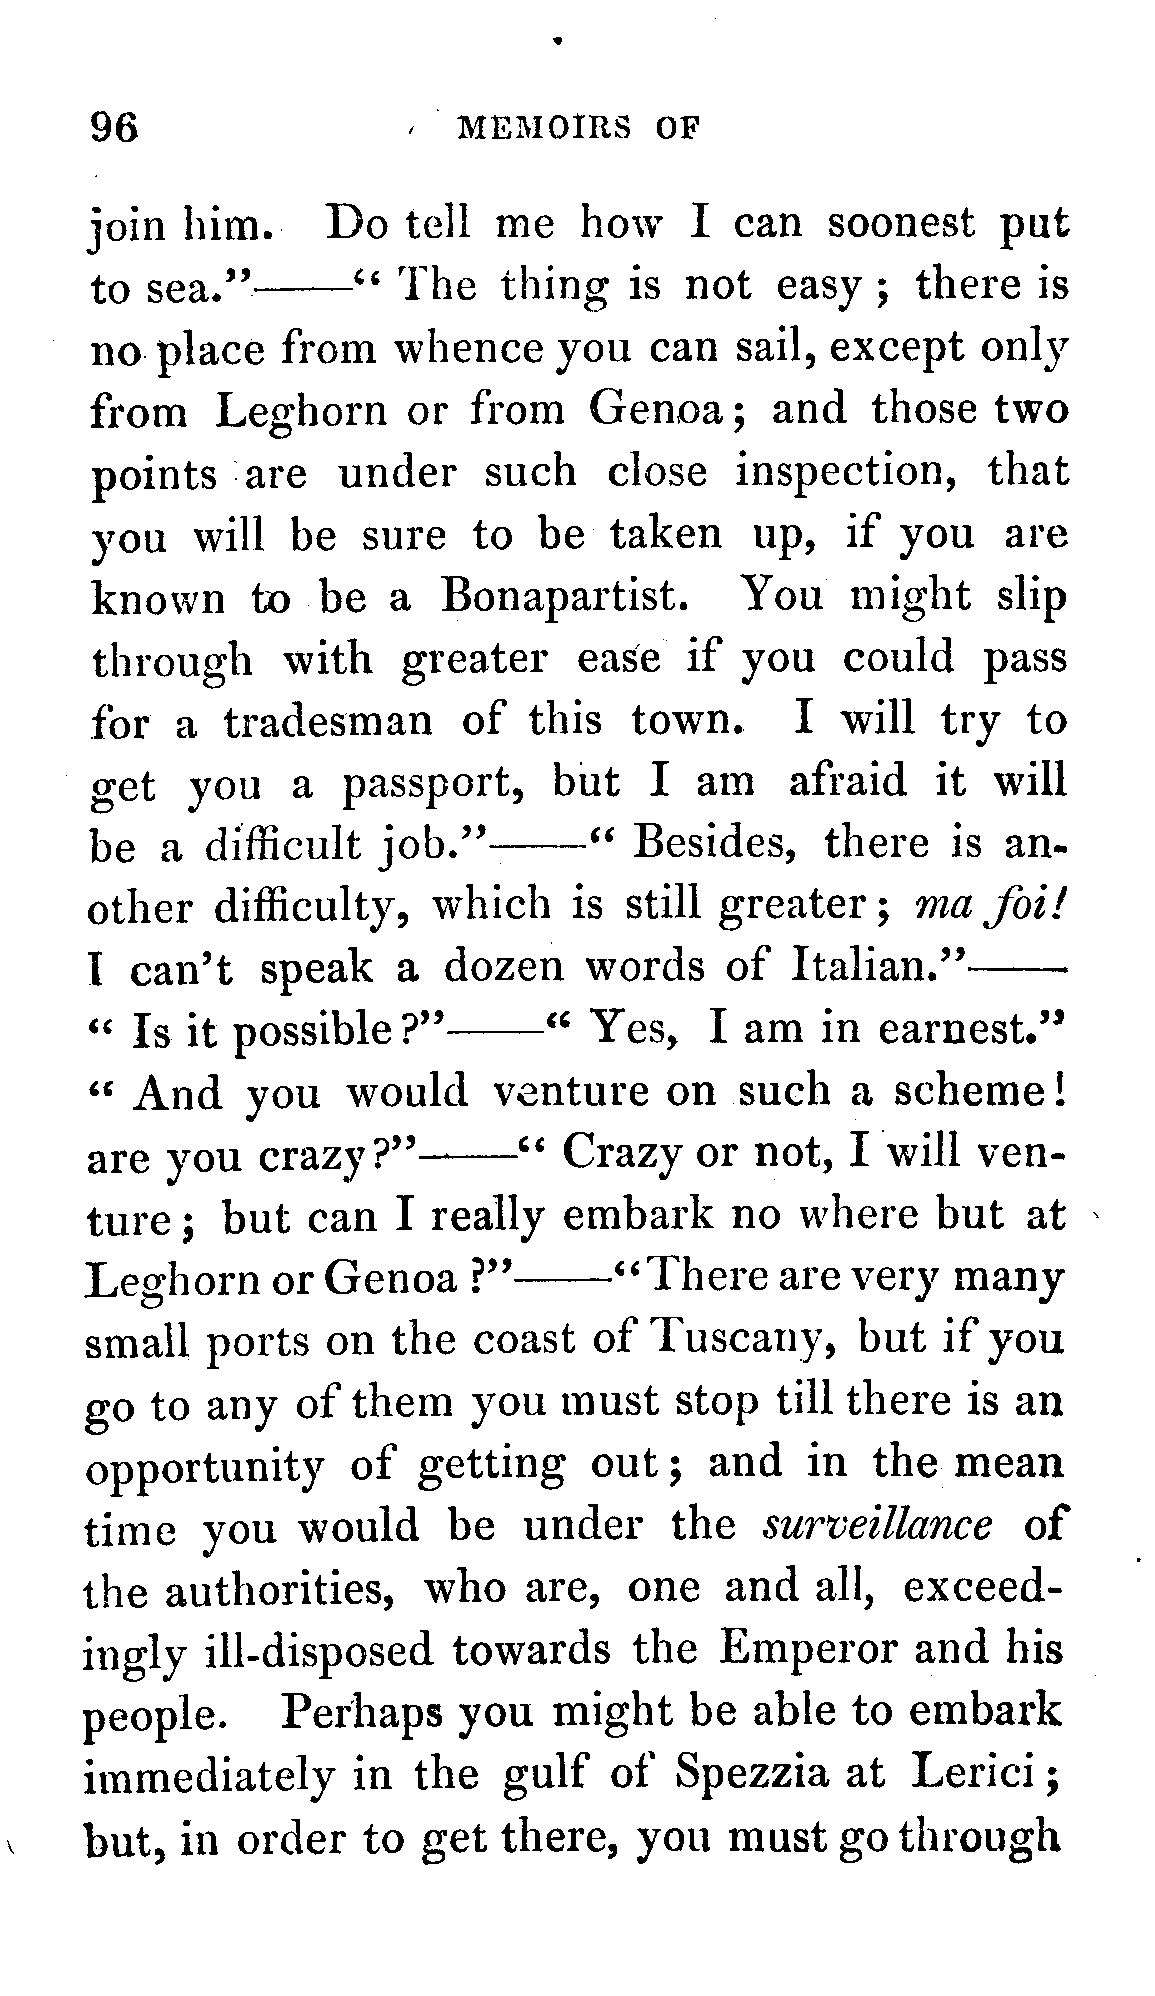 96 MEMOIRS OF
join him. Do tell me how I can soonest put
to sea."——" The thing is not easy ; there is
no place from whence you can sail, except only
from Leghorn or from Genoa; and those two
points are under such close inspection, that
you will be sure to be taken up, if you are
known to be a Bonapartist. You might slip
through with greater ease if you could pass
for a tradesman of this town. I will try to
get you a passport, but I am afraid it will
be a difficult job."——" Besides, there is an-
other difficulty, which is still greater ; ma foi!
I can't speak a dozen words of Italian."——
" Is it possible ?"——" Yes, I am in earnest."
" And you would venture on such a scheme!
are you crazy?"——" Crazy or not, I will ven-
ture ; but can I really embark no where but at
Leghorn or Genoa ?"——"There are very many
small ports on the coast of Tuscany, but if you
go to any of them you must stop till there is an
opportunity of getting out ; and in the mean
time you would be under the surveillance of
the authorities, who are, one and all, exceed-
ingly ill-disposed towards the Emperor and his
people. Perhaps you might be able to embark
immediately in the gulf of Spezzia at Lerici ;
but, in order to get there, you must go through